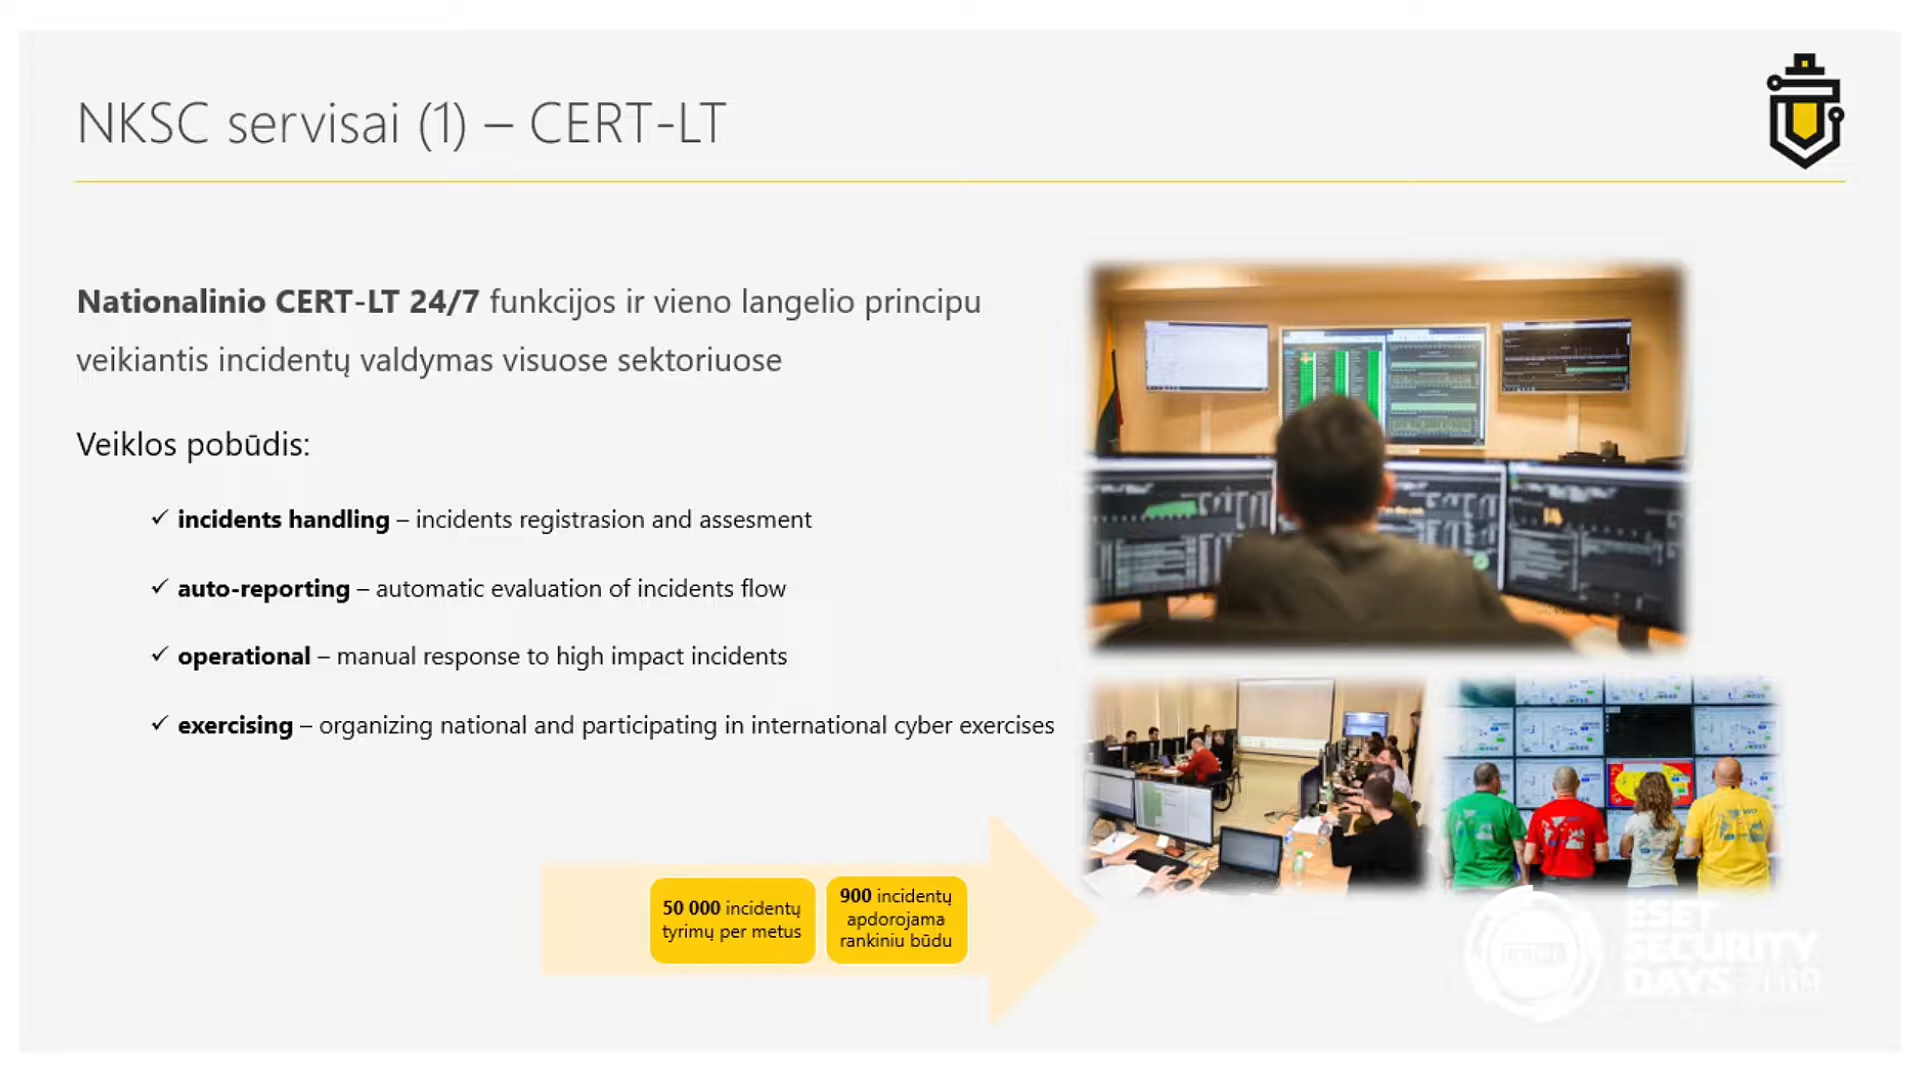 NKSC servisai (1) – CERT-LT
Nationalinio CERT-LT 24/7 funkcijos ir vieno langelio principu
veikiantis incidentų valdymas visuose sektoriuose
Veiklos pobūdis:
✓ incidents handling – incidents registrasion and assesment
✓ auto-reporting – automatic evaluation of incidents flow
✓ operational – manual response to high impact incidents
✓ exercising – organizing national and participating in international cyber exercises
50 000 incidentų
tyrimų per metus
900 incidentų
apdorojama
rankiniu būdu
ESET
SECURITY
DAYS